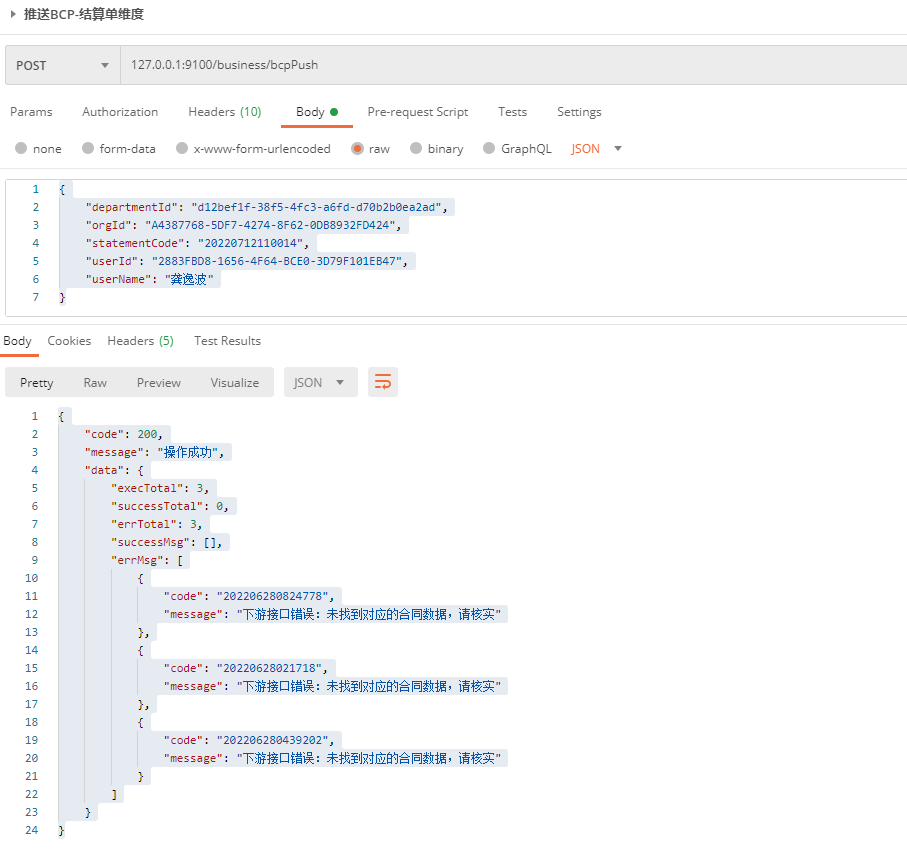 推送BCP-结算单维度
POST 127.0.0.1:9100/business/bcpPush
Params Authorization Headers (10) Body Pre-request Script Tests Settings
none form-data x-www-form-urlencoded raw binary GraphQL JSON
1 {
2 "departmentId": "d12bef1f-38f5-4fc3-a6fd-d70b2b0ea2ad",
3 "orgId": "A4387768-5DF7-4274-8F62-0DB8932FD424",
4 "statementCode": "20220712110014",
5 "userId": "2883FBD8-1656-4F64-BCE0-3D79F101EB47",
6 "userName": "龚逸波"
7 }
Body Cookies Headers (5) Test Results
Pretty Raw Preview Visualize JSON
1 {
2 "code": 200,
3 "message": "操作成功",
4 "data": {
5 "execTotal": 3,
6 "successTotal": 0,
7 "errTotal": 3,
8 "successMsg": [],
9 "errMsg": [
10 {
11 "code": "202206280824778",
12 "message": "下游接口错误：未找到对应的合同数据，请核实"
13 },
14 {
15 "code": "20220628021718",
16 "message": "下游接口错误：未找到对应的合同数据，请核实"
17 },
18 {
19 "code": "202206280439202",
20 "message": "下游接口错误：未找到对应的合同数据，请核实"
21 }
22 ]
23 }
24 }